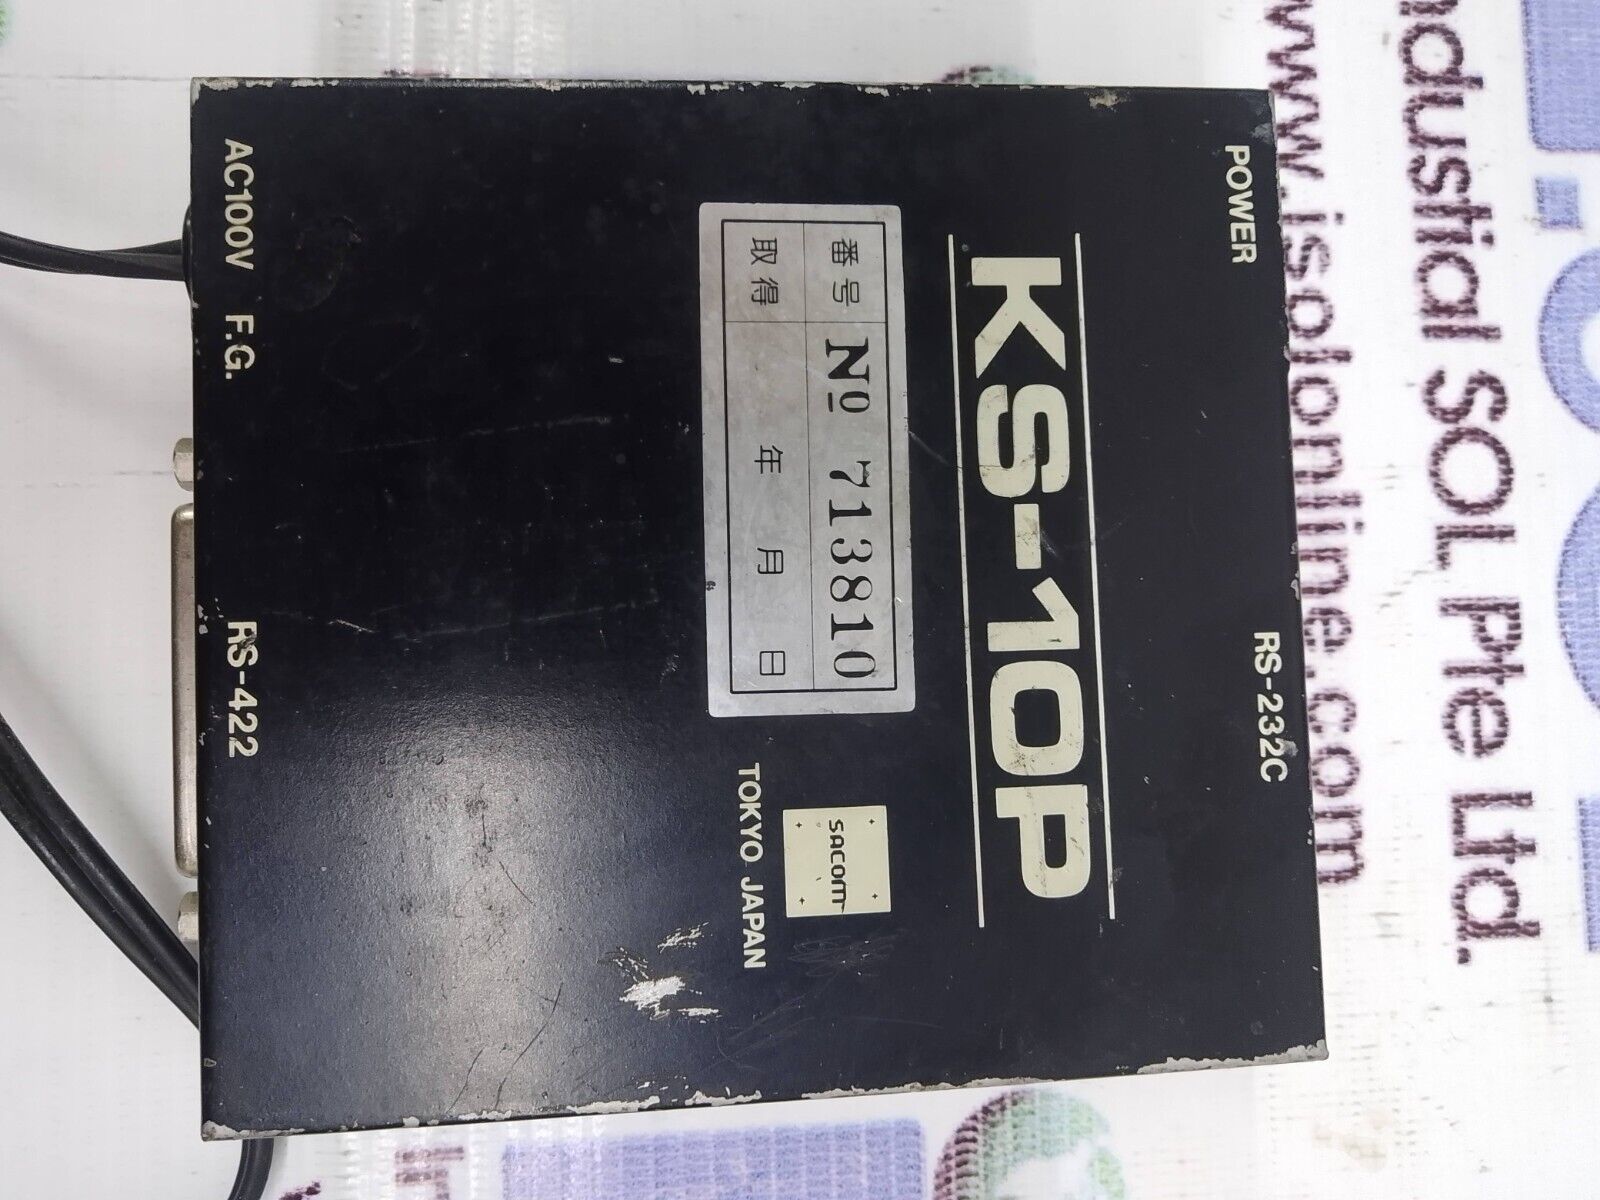 ndustial SOL Pte Ltd.
www.isolonline.com
POWER
RS-232C
KS-10P
番号 No 713810
取得 年 月 日
SACOM
TOKYO JAPAN
AC100V F.G.
RS-422